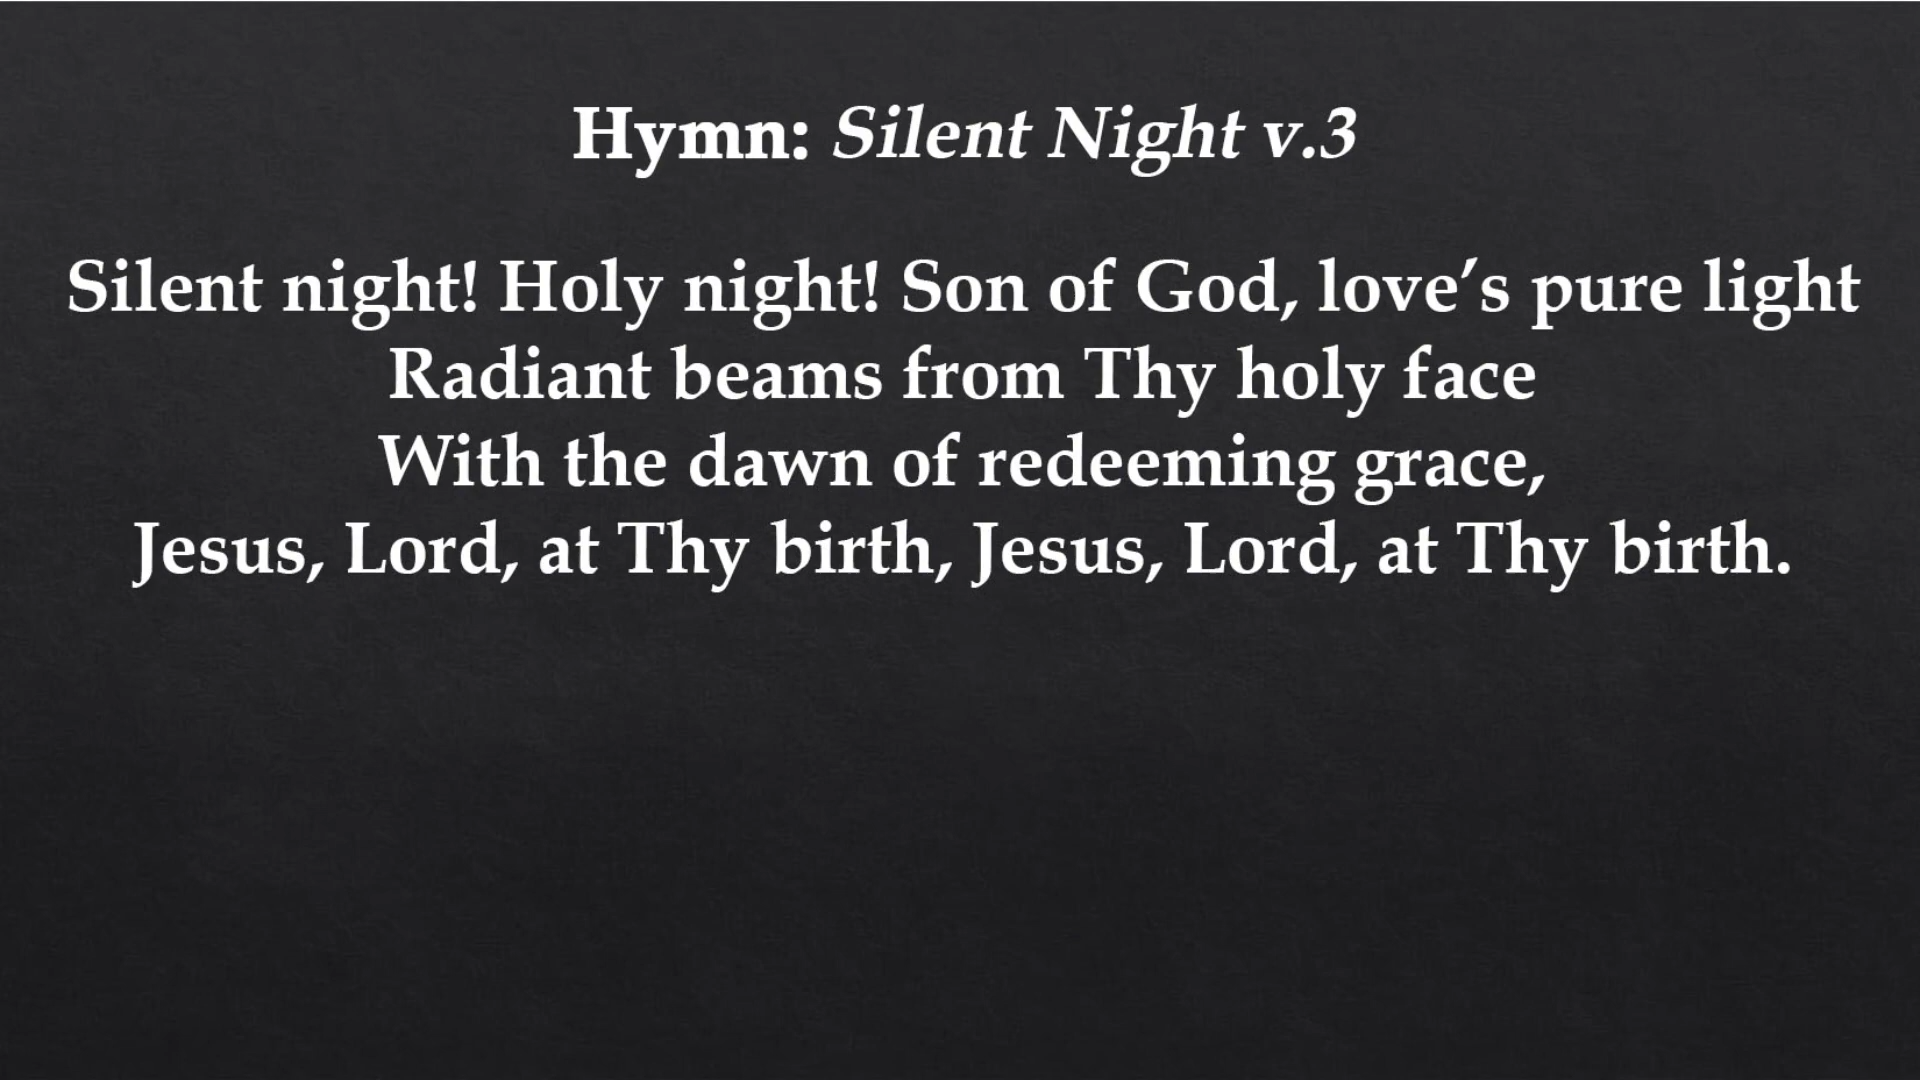 Hymn: Silent Night v.3
Silent night! Holy night! Son of God, love’s pure light
Radiant beams from Thy holy face
With the dawn of redeeming grace,
Jesus, Lord, at Thy birth, Jesus, Lord, at Thy birth.